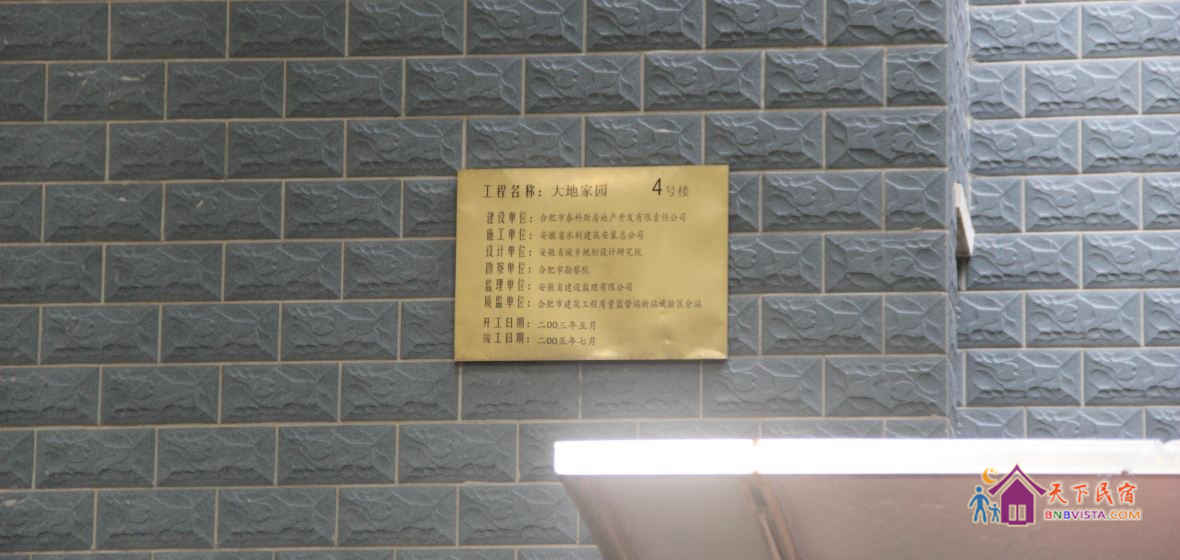 工程名称：大地家园 4号楼
建设单位：合肥市春科斯房地产开发有限责任公司
施工单位：安徽省水利建筑安装总公司
设计单位：安徽省城乡规划设计研究院
勘察单位：合肥市勘察院
监理单位：安徽省建设监理有限公司
质监单位：合肥市建筑工程质量监督站新站试验区分站
开工日期：二00三年五月
竣工日期：二00五年七月
天下民宿
BNBVISTA.COM